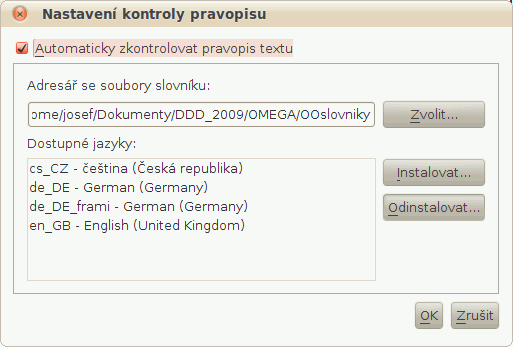 Nastavení kontroly pravopisu
Automaticky zkontrolovat pravopis textu
Adresář se soubory slovníku:
ome/josef/Dokumenty/DDD_2009/OMEGA/OOslovniky
Zvolit...
Dostupné jazyky:
cs_CZ - čeština (Česká republika)
de_DE - German (Germany)
de_DE_frami - German (Germany)
en_GB - English (United Kingdom)
Instalovat...
Odinstalovat...
OK
Zrušit